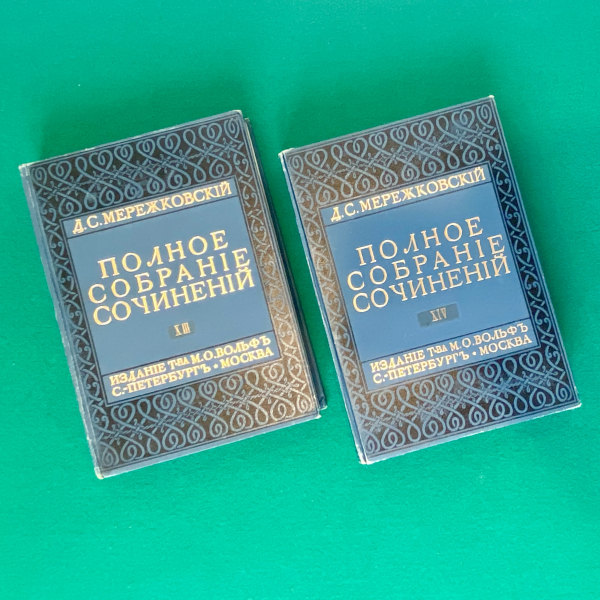 Д.С.МЕРЕЖКОВСКІЙ
ПОЛНОЕ
СОБРАНІЕ
СОЧИНЕНІЙ
XIII
ИЗДАНІЕ Т-ВА М.О.ВОЛЬФЪ
С.-ПЕТЕРБУРГЪ • МОСКВА
Д.С.МЕРЕЖКОВСКІЙ
ПОЛНОЕ
СОБРАНІЕ
СОЧИНЕНІЙ
XIV
ИЗДАНІЕ Т-ВА М.О.ВОЛЬФЪ
С.-ПЕТЕРБУРГЪ • МОСКВА